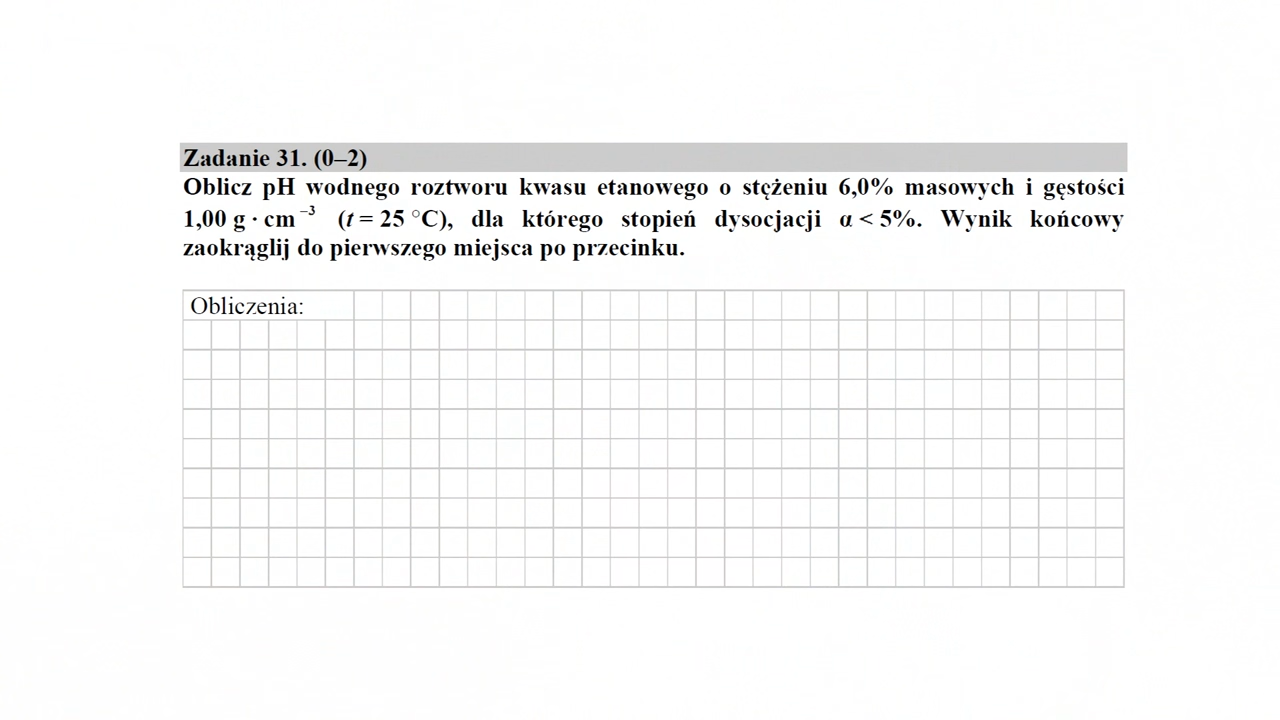 Zadanie 31. (0–2)
Oblicz pH wodnego roztworu kwasu etanowego o stężeniu 6,0% masowych i gęstości
1,00 g · cm⁻³ (t = 25 °C), dla którego stopień dysocjacji α < 5%. Wynik końcowy
zaokrąglij do pierwszego miejsca po przecinku.
Obliczenia: